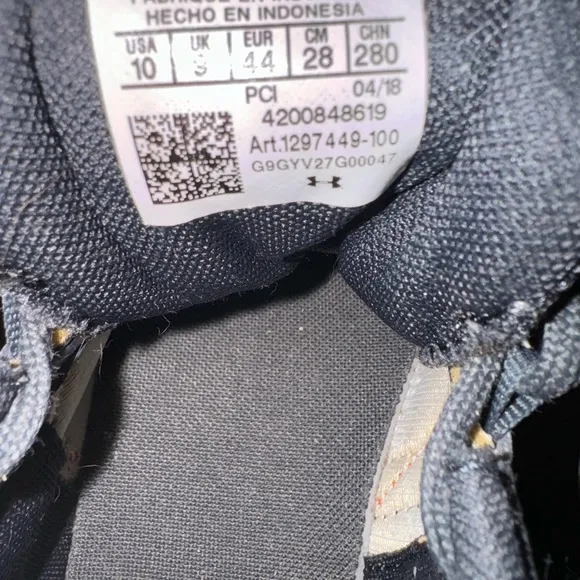 HECHO EN INDONESIA
USA UK EUR CM CHN
10 9 44 28 280
PCI 04/18
4200848619
Art.1297449-100
G9GYV27G00047